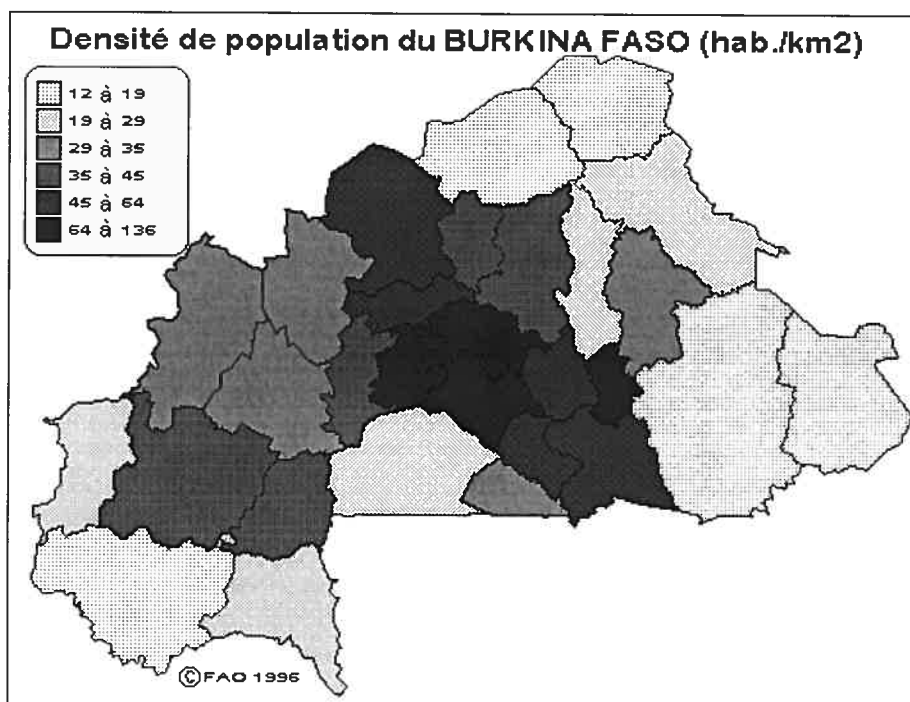 Densité de population du BURKINA FASO (hab./km2)
12 à 19
19 à 29
29 à 35
35 à 45
45 à 64
64 à 136
©FAO 1996